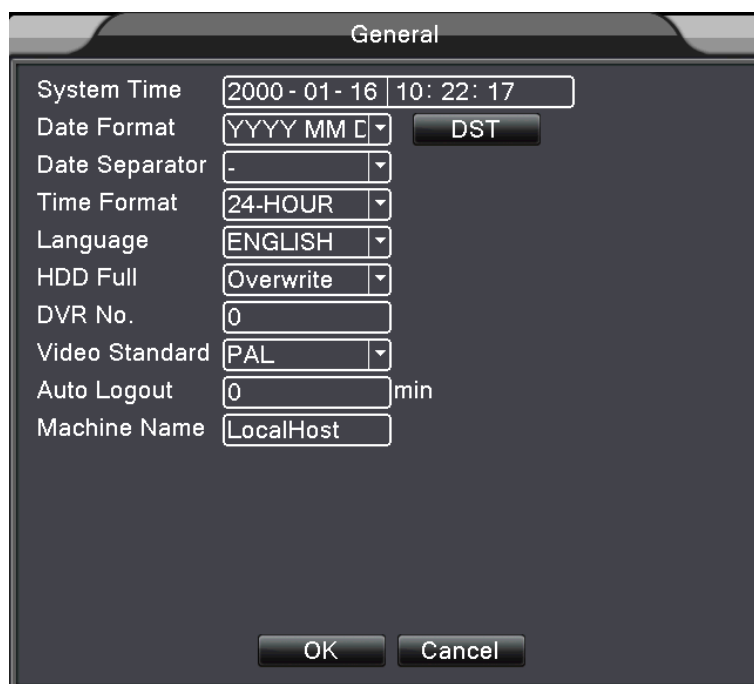 General
System Time 2000 - 01 - 16 10: 22: 17
Date Format YYYY MM D DST
Date Separator -
Time Format 24-HOUR
Language ENGLISH
HDD Full Overwrite
DVR No. 0
Video Standard PAL
Auto Logout 0 min
Machine Name LocalHost
OK Cancel